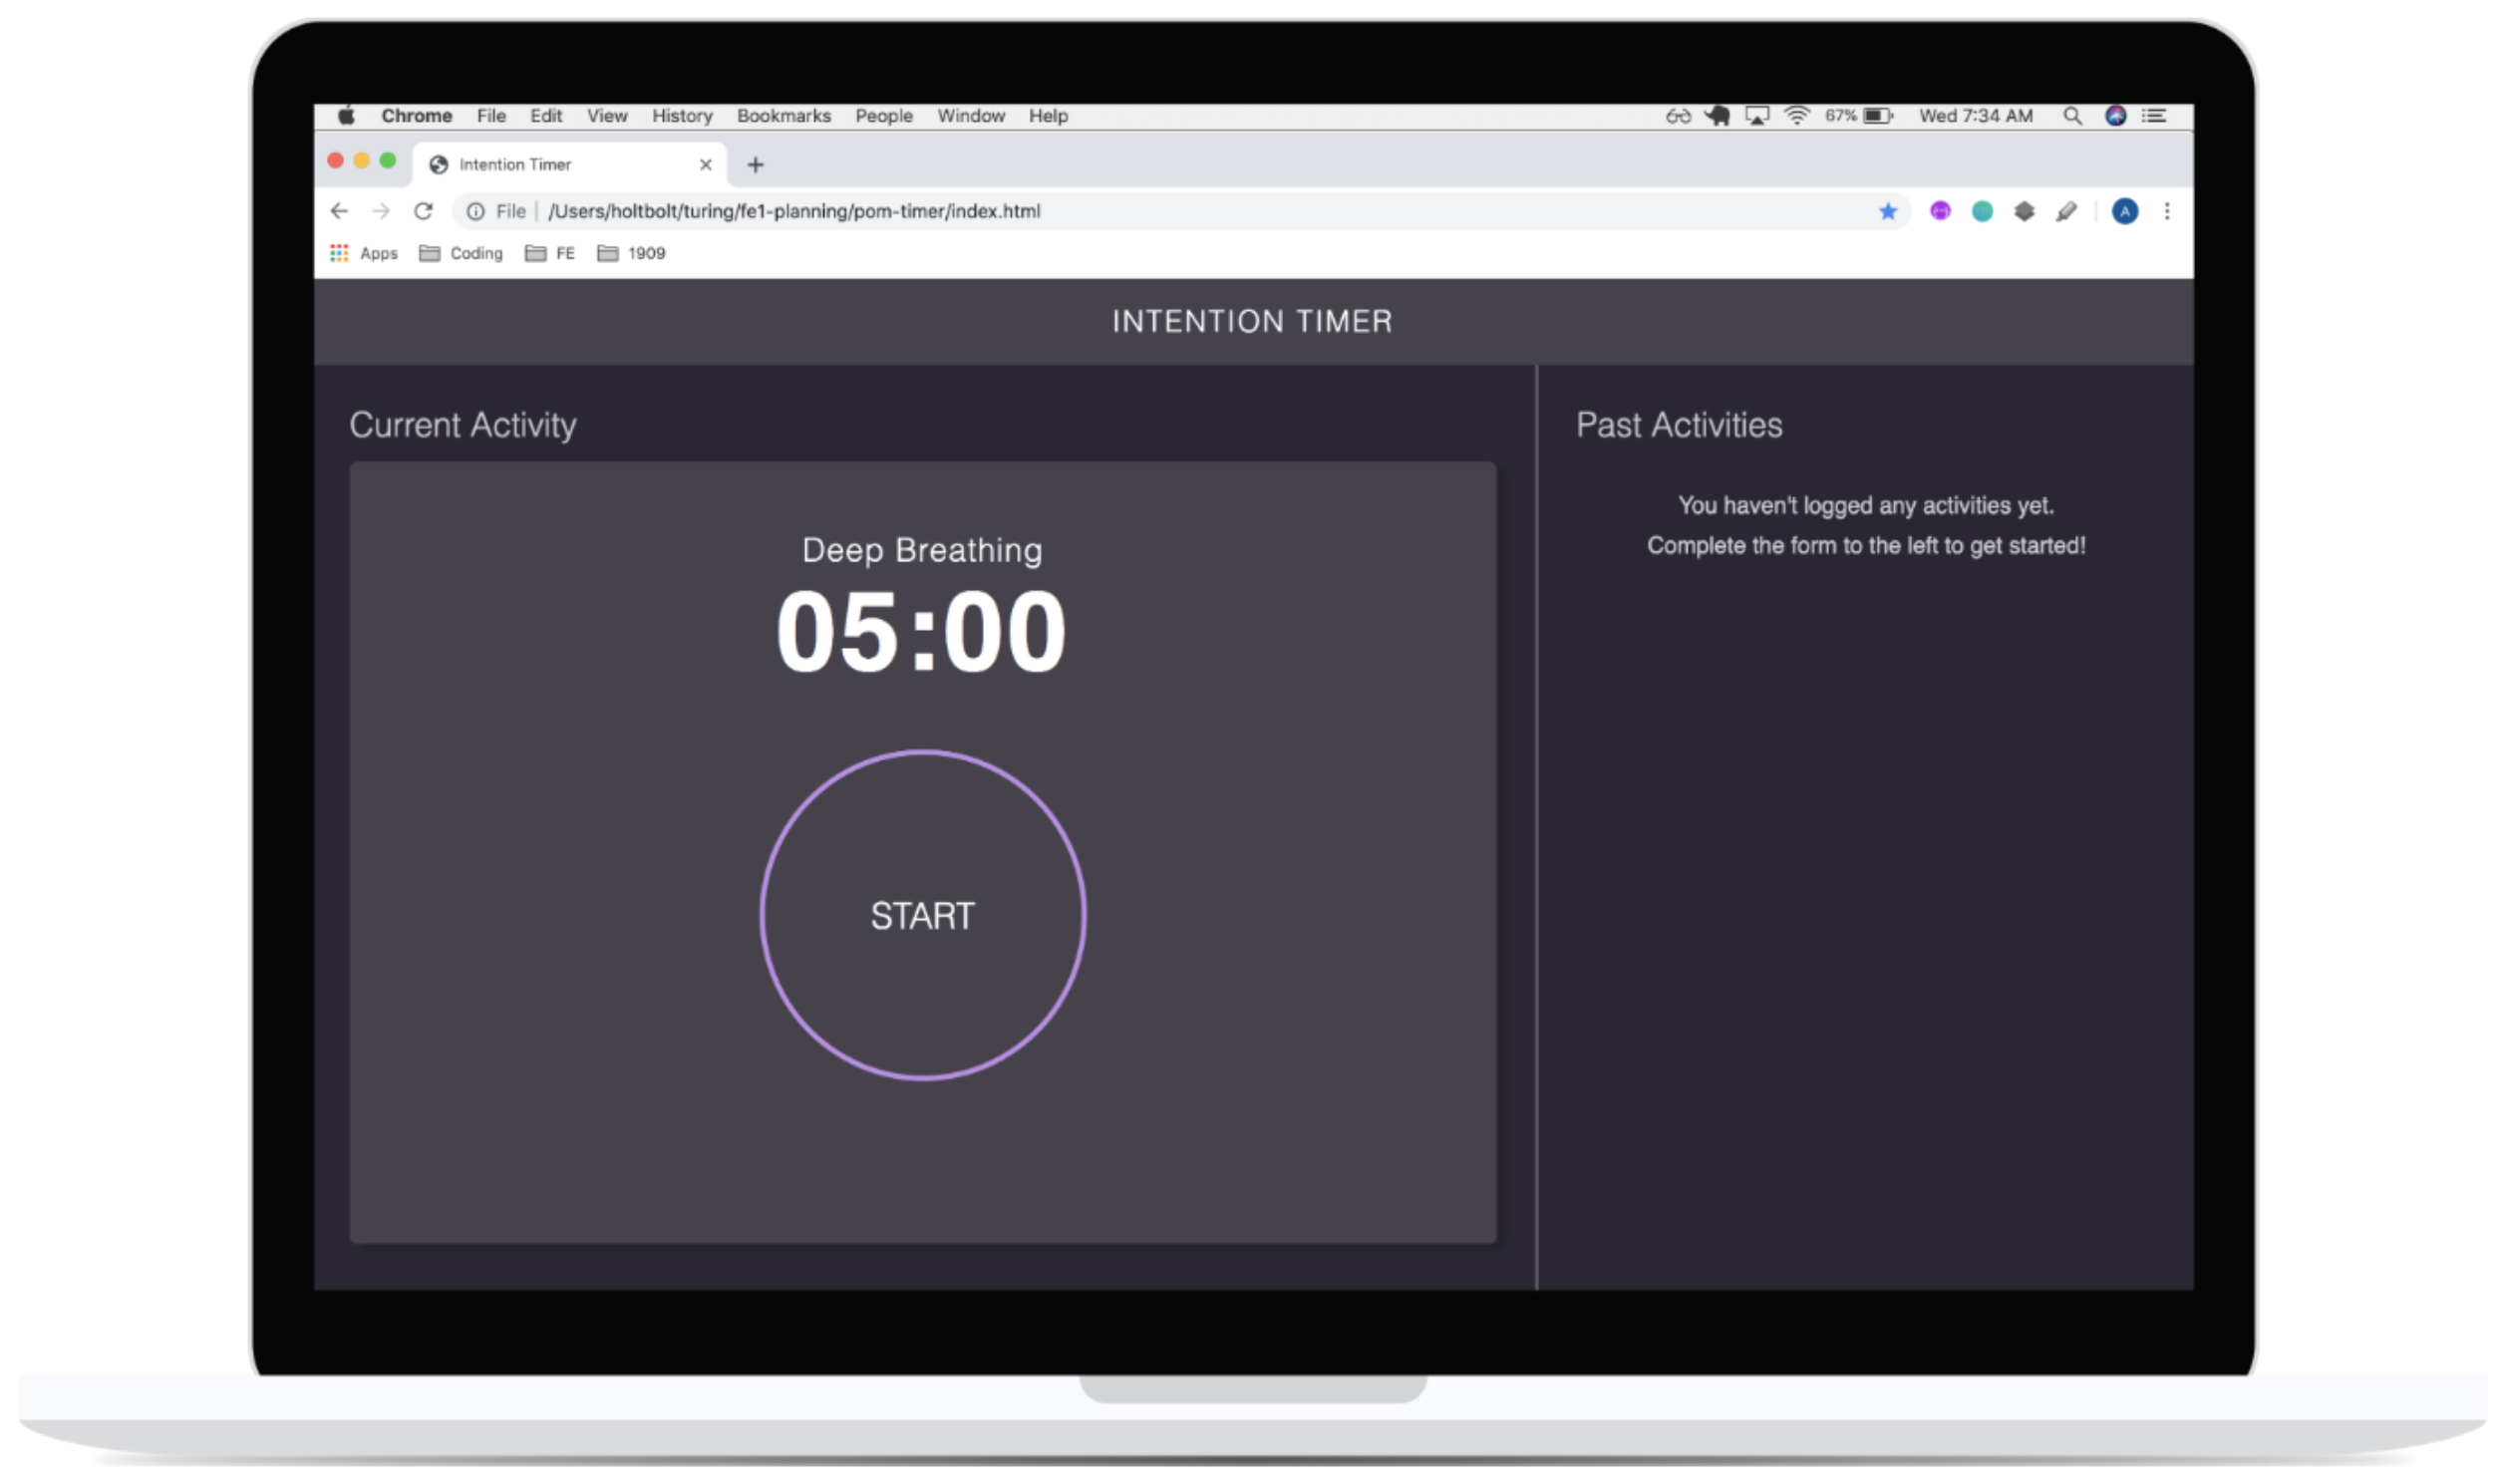 Chrome File Edit View History Bookmarks People Window Help 67% Wed 7:34 AM
Intention Timer
File /Users/holtbolt/turing/fe1-planning/pom-timer/index.html A
Apps Coding FE 1909
INTENTION TIMER
Current Activity
Past Activities
Deep Breathing
05:00
START
You haven't logged any activities yet.
Complete the form to the left to get started!